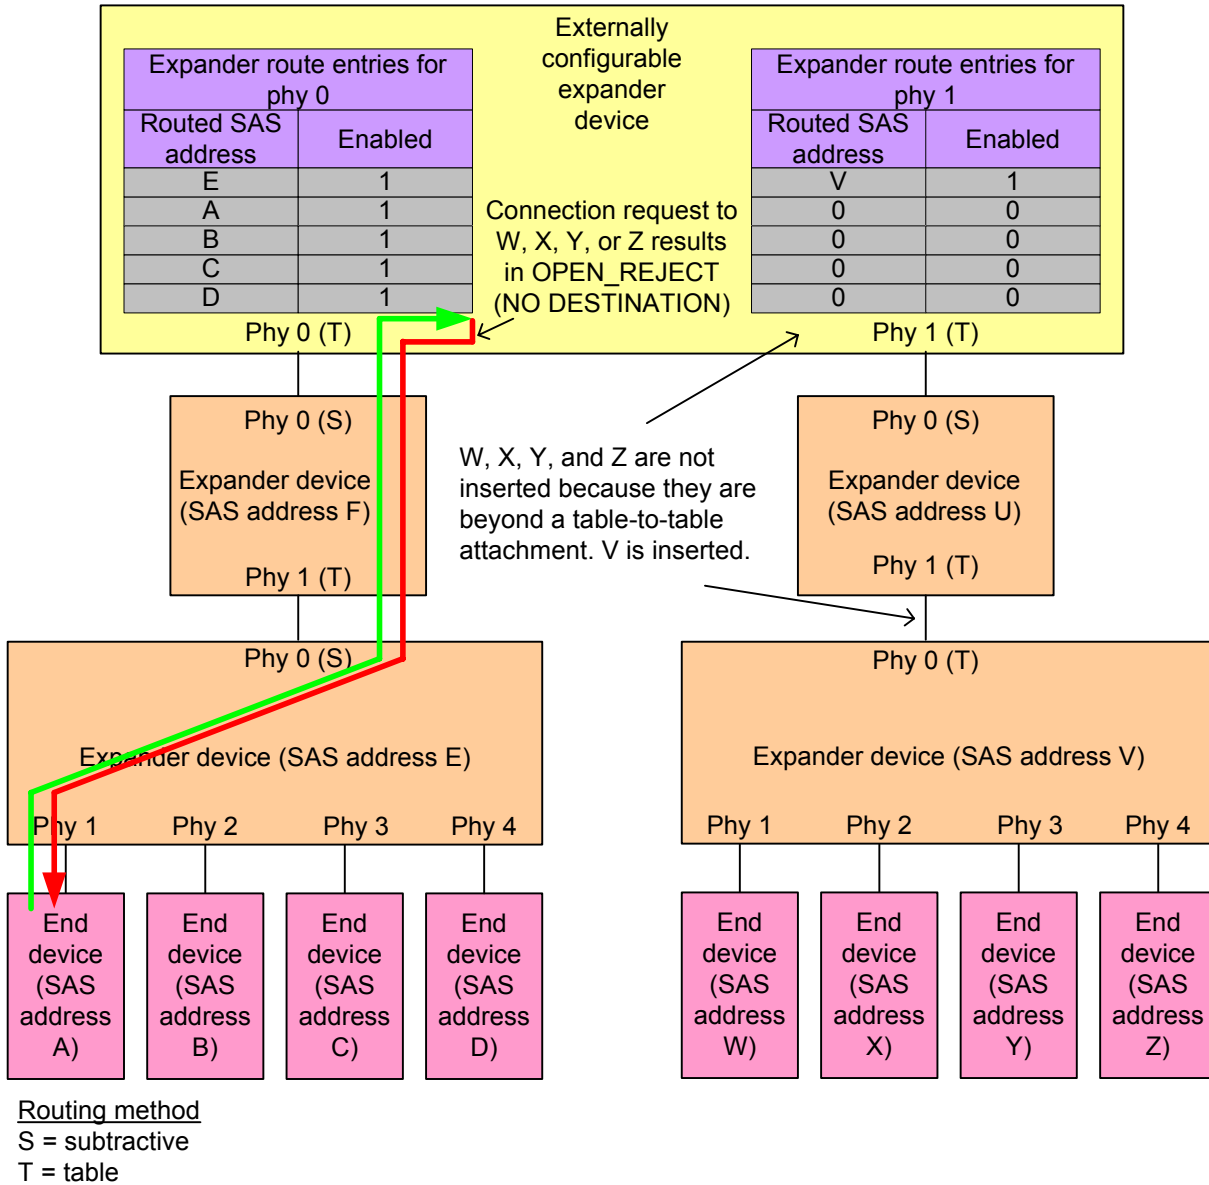 Externally
configurable
expander
device
Expander route entries for
phy 0
Routed SAS
address
Enabled
E 1
A 1
B 1
C 1
D 1
Expander route entries for
phy 1
Routed SAS
address
Enabled
V 1
0 0
0 0
0 0
0 0
Connection request to
W, X, Y, or Z results
in OPEN_REJECT
(NO DESTINATION)
Phy 0 (T)
Phy 1 (T)
Phy 0 (S)
Expander device
(SAS address F)
Phy 1 (T)
W, X, Y, and Z are not
inserted because they are
beyond a table-to-table
attachment. V is inserted.
Phy 0 (S)
Expander device
(SAS address U)
Phy 1 (T)
Phy 0 (S)
Expander device (SAS address E)
Phy 1 Phy 2 Phy 3 Phy 4
Phy 0 (T)
Expander device (SAS address V)
Phy 1 Phy 2 Phy 3 Phy 4
End
device
(SAS
address
A)
End
device
(SAS
address
B)
End
device
(SAS
address
C)
End
device
(SAS
address
D)
End
device
(SAS
address
W)
End
device
(SAS
address
X)
End
device
(SAS
address
Y)
End
device
(SAS
address
Z)
Routing method
S = subtractive
T = table